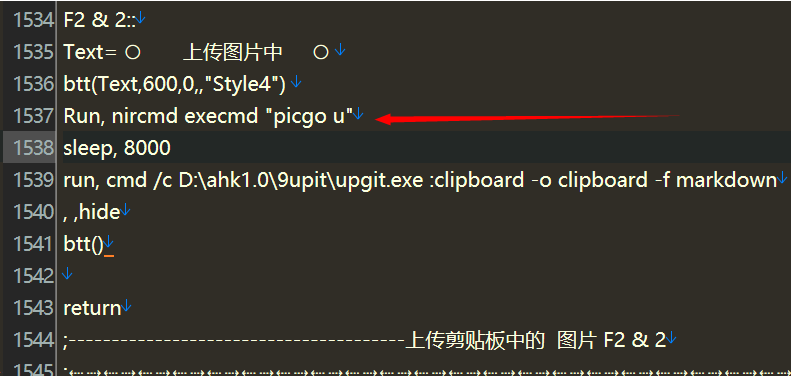 1534 F2 & 2::↓
1535 Text= ○ 上传图片中 ○ ↓
1536 btt(Text,600,0,,"Style4") ↓
1537 Run, nircmd execmd "picgo u"↓
1538 sleep, 8000
1539 run, cmd /c D:\ahk1.0\9upit\upgit.exe :clipboard -o clipboard -f markdown↓
1540 , ,hide↓
1541 btt()↓
1542 ↓
1543 return↓
1544 ;----------------------------------------上传剪贴板中的 图片 F2 & 2↓
1545